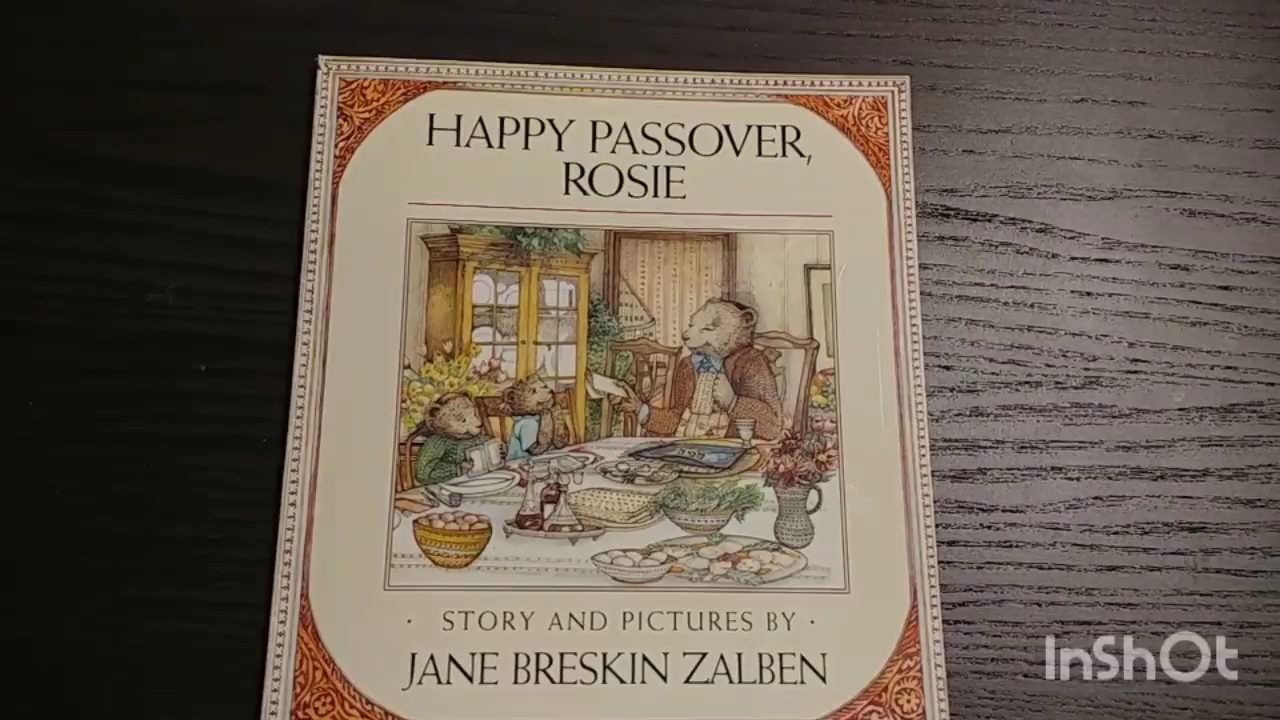 HAPPY PASSOVER,
ROSIE
· STORY AND PICTURES BY ·
JANE BRESKIN ZALBEN
InShOt